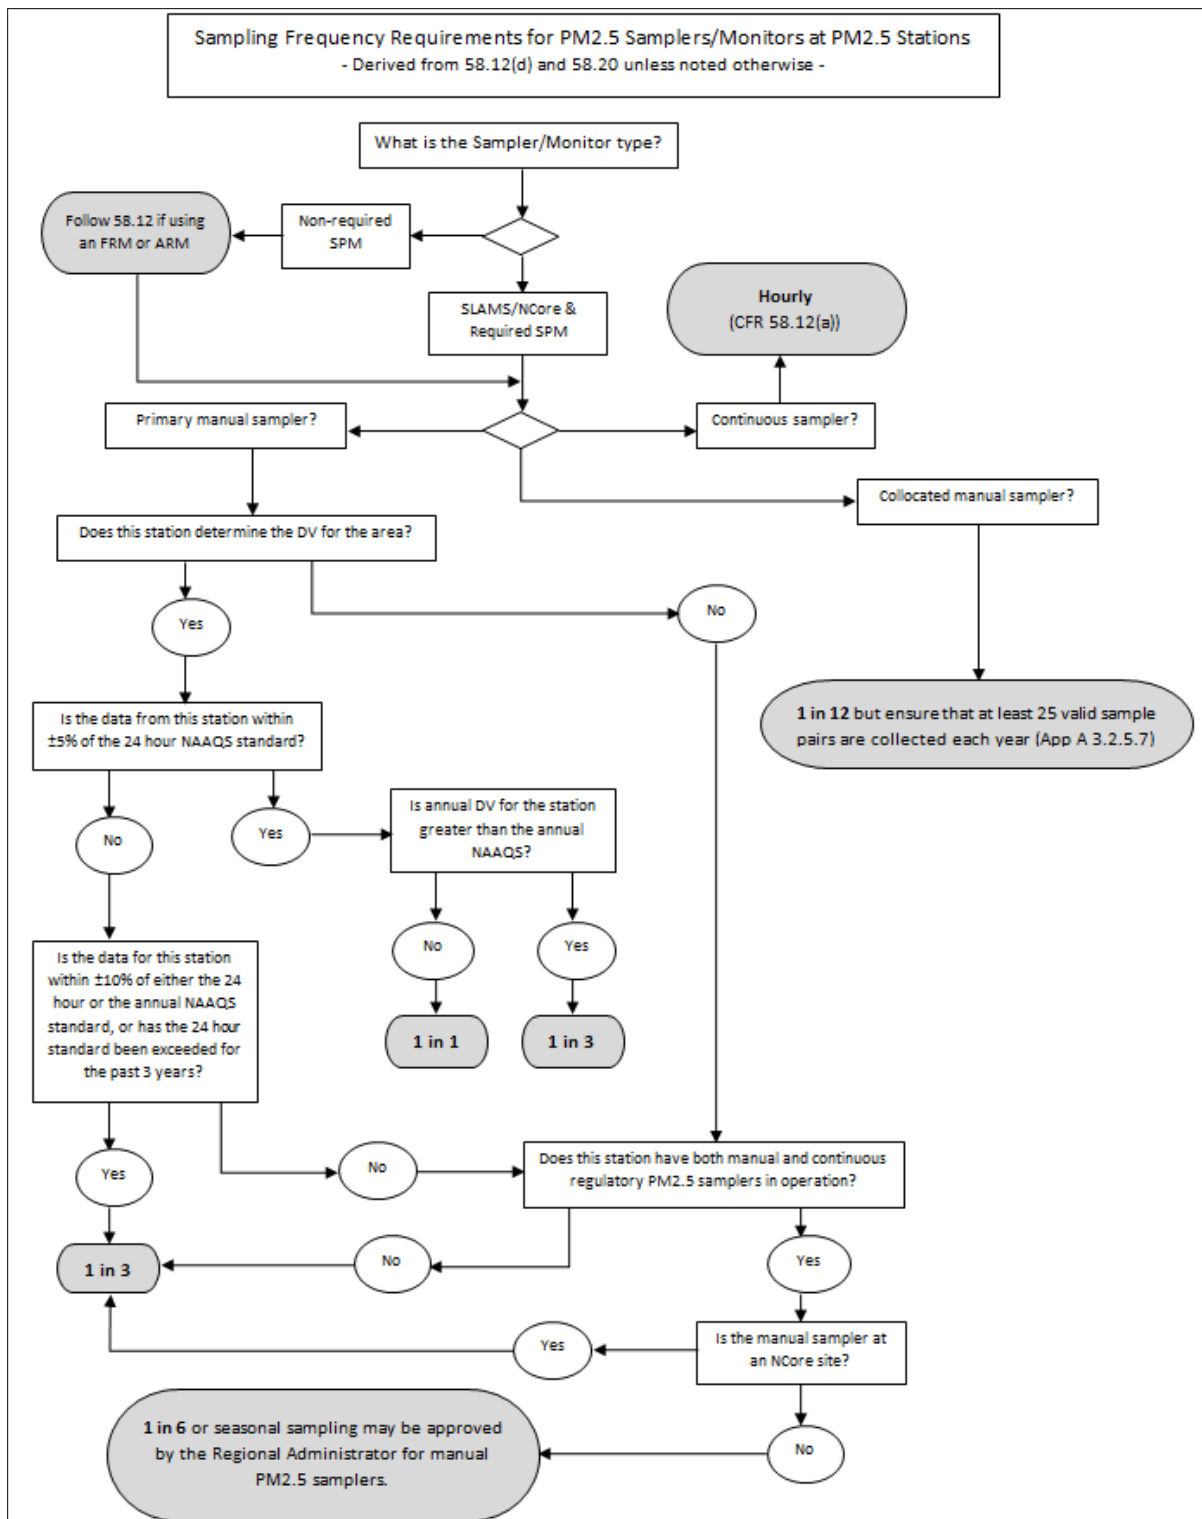 Sampling Frequency Requirements for PM2.5 Samplers/Monitors at PM2.5 Stations
- Derived from 58.12(d) and 58.20 unless noted otherwise -
What is the Sampler/Monitor type?
Follow 58.12 if using
an FRM or ARM
Non-required
SPM
SLAMS/NCore &
Required SPM
Hourly
(CFR 58.12(a))
Primary manual sampler?
Continuous sampler?
Collocated manual sampler?
Does this station determine the DV for the area?
Yes
No
Is the data from this station within
±5% of the 24 hour NAAQS standard?
1 in 12 but ensure that at least 25 valid sample
pairs are collected each year (App A 3.2.5.7)
No
Yes
Is annual DV for the station
greater than the annual
NAAQS?
No
Yes
Is the data for this station
within ±10% of either the 24
hour or the annual NAAQS
standard, or has the 24 hour
standard been exceeded for
the past 3 years?
1 in 1
1 in 3
Yes
No
Does this station have both manual and continuous
regulatory PM2.5 samplers in operation?
1 in 3
No
Yes
Yes
Is the manual sampler at
an NCore site?
1 in 6 or seasonal sampling may be approved
by the Regional Administrator for manual
PM2.5 samplers.
No